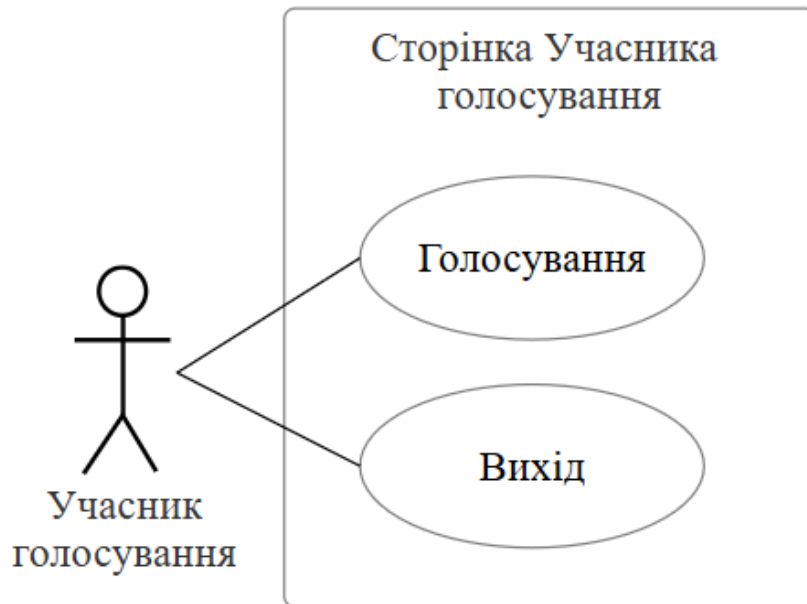 Сторінка Учасника
голосування
Голосування
Вихід
Учасник
голосування